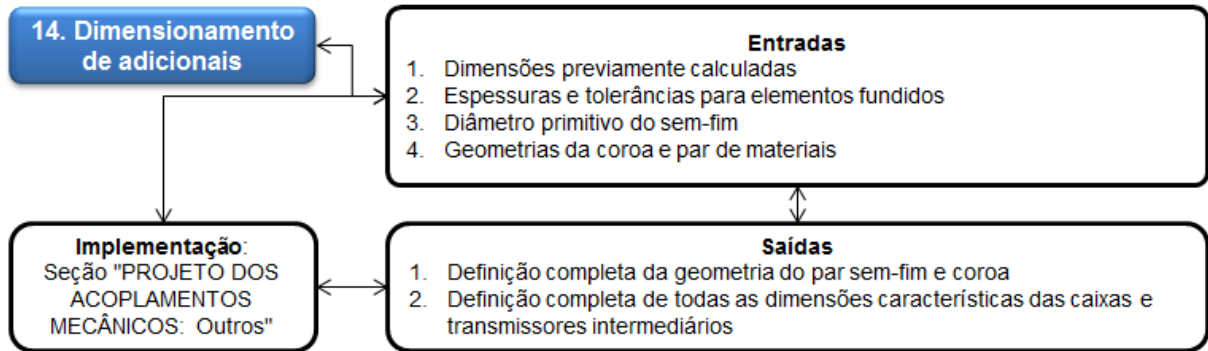 14. Dimensionamento
de adicionais
Entradas
1. Dimensões previamente calculadas
2. Espessuras e tolerâncias para elementos fundidos
3. Diâmetro primitivo do sem-fim
4. Geometrias da coroa e par de materiais
Implementação:
Seção "PROJETO DOS
ACOPLAMENTOS
MECÂNICOS: Outros"
Saídas
1. Definição completa da geometria do par sem-fim e coroa
2. Definição completa de todas as dimensões características das caixas e
transmissores intermediários